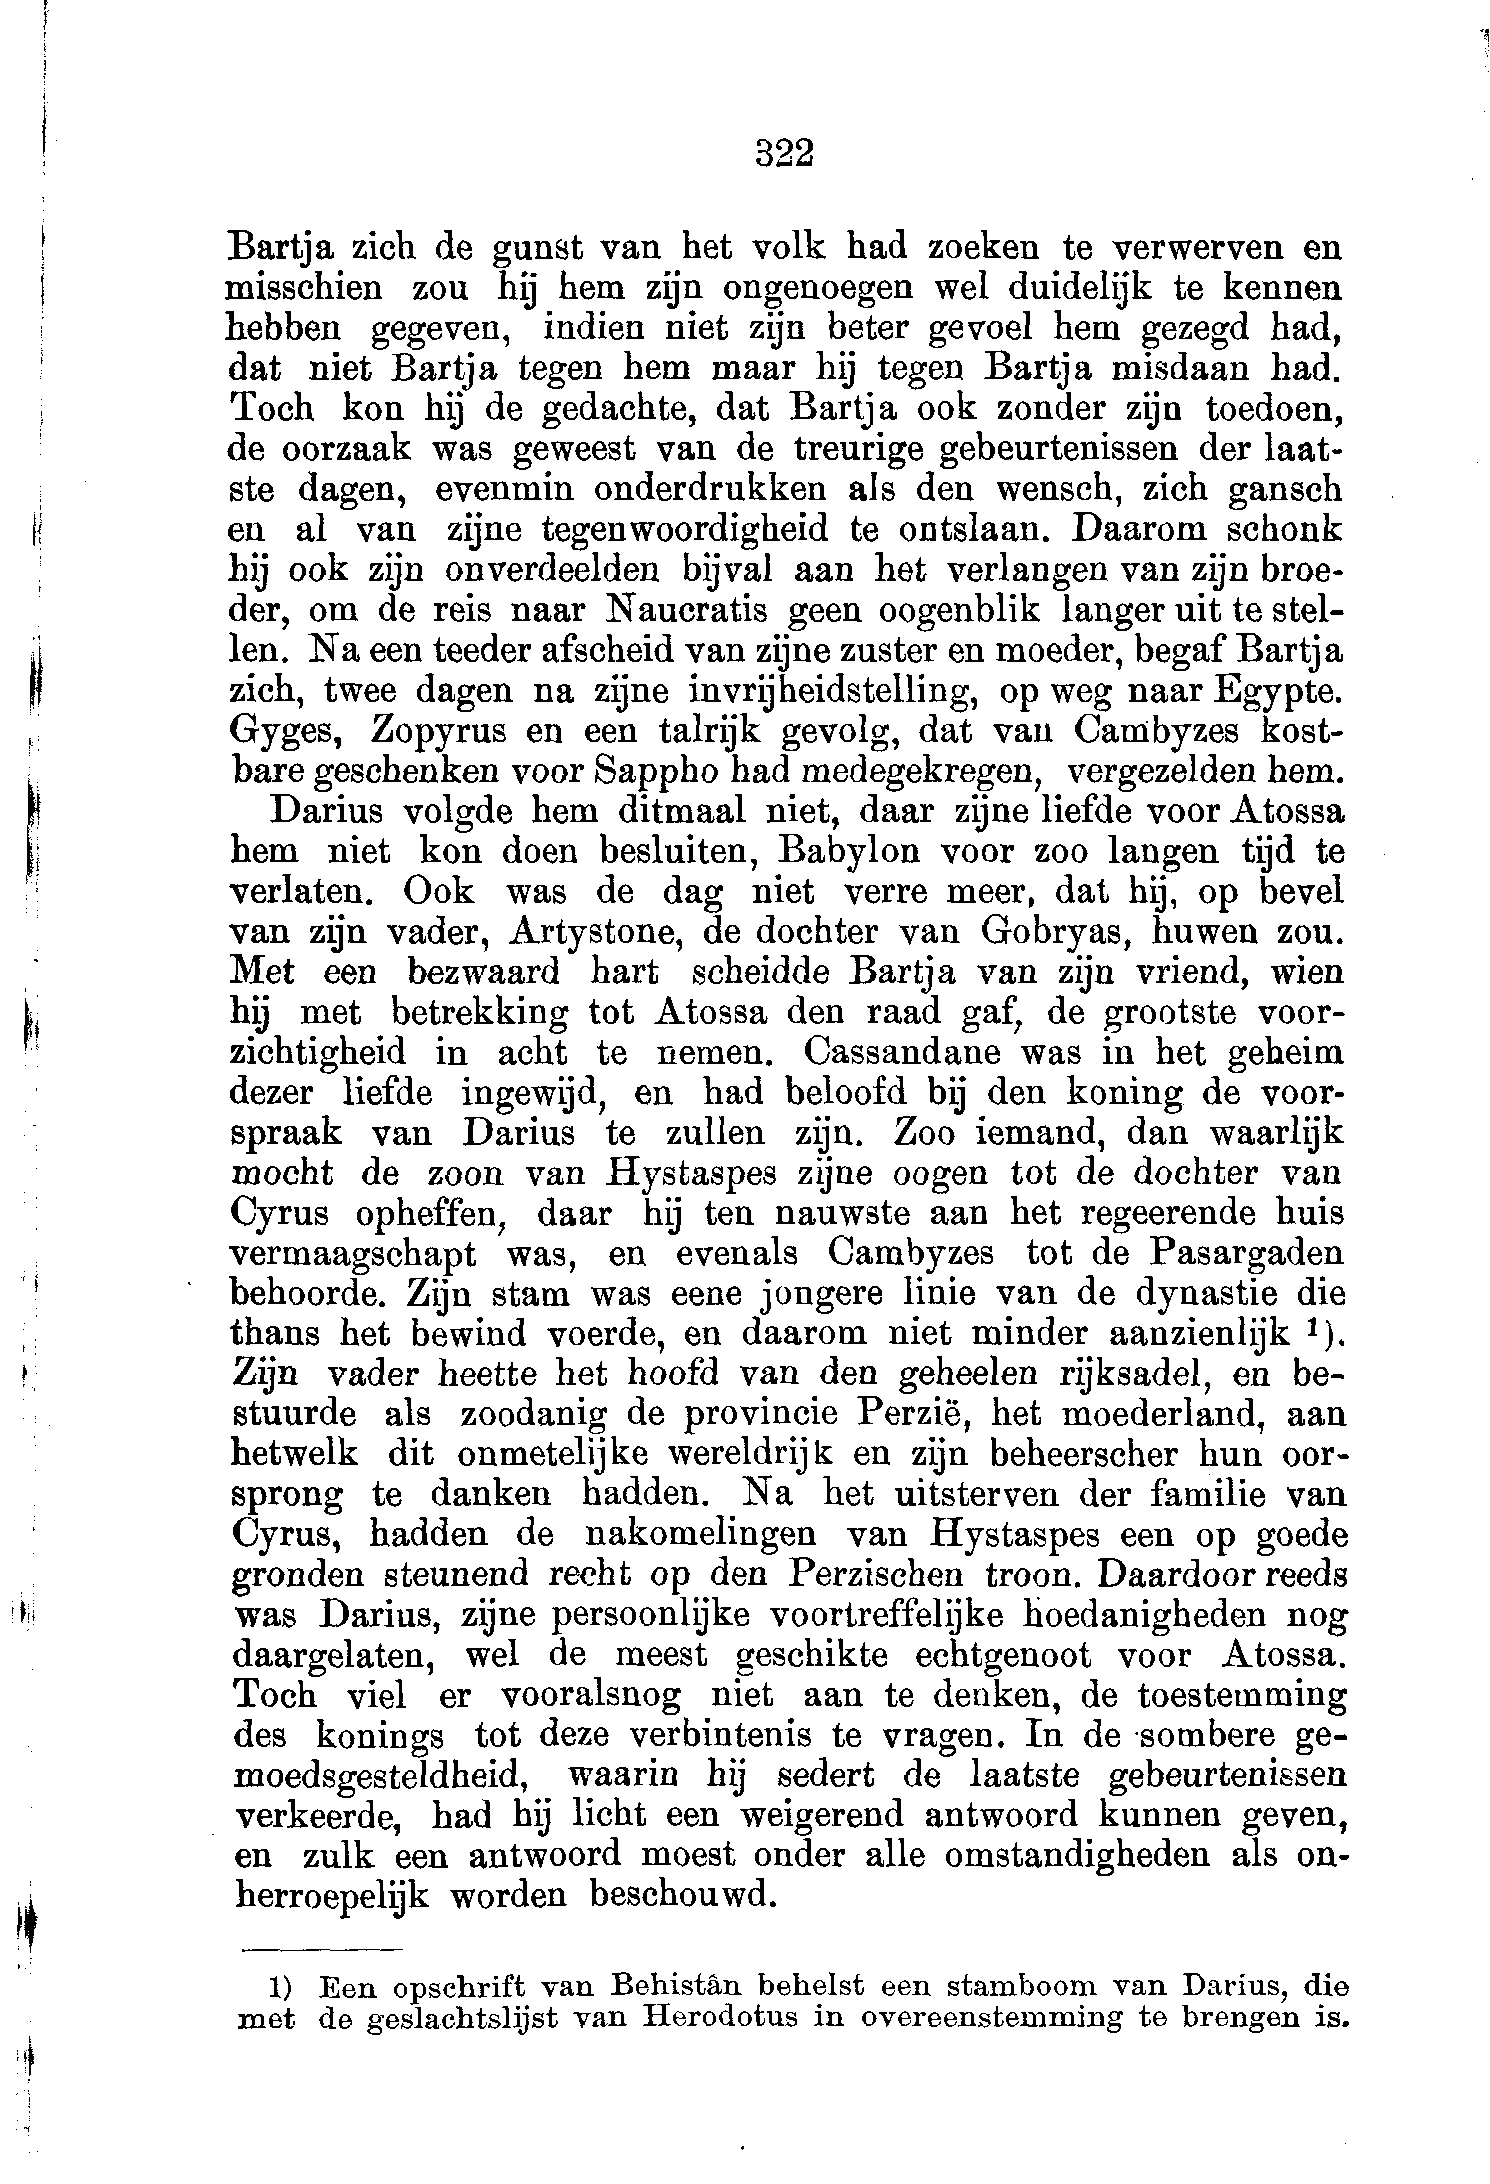 322
Bartja zich de gunst van het volk had zoeken te verwerven en
misschien zou hij hem zijn ongenoegen wel duidelijk te kennen
hebben gegeven, indien niet zijn beter gevoel hem gezegd had,
dat niet Bartja tegen hem maar hij tegen Bartja misdaan had.
Toch kon hij de gedachte, dat Bartja ook zonder zijn toedoen,
de oorzaak was geweest van de treurige gebeurtenissen der laat-
ste dagen, evenmin onderdrukken als den wensch, zich gansch
en al van zijne tegenwoordigheid te ontslaan. Daarom schonk
hij ook zijn onverdeelden bijval aan het verlangen van zijn broe-
der, om de reis naar Naucratis geen oogenblik langer uit te stel-
len. Na een teeder afscheid van zijne zuster en moeder, begaf Bartja
zich, twee dagen na zijne invrijheidstelling, op weg naar Egypte.
Gyges, Zopyrus en een talrijk gevolg, dat van Cambyzes kost-
bare geschenken voor Sappho had medegekregen, vergezelden hem.
Darius volgde hem ditmaal niet, daar zijne liefde voor Atossa
hem niet kon doen besluiten, Babylon voor zoo langen tijd te
verlaten. Ook was de dag niet verre meer, dat hij, op bevel
van zijn vader, Artystone, de dochter van Gobryas, huwen zou.
Met een bezwaard hart scheidde Bartja van zijn vriend, wien
hij met betrekking tot Atossa den raad gaf, de grootste voor-
zichtigheid in acht te nemen. Cassandane was in het geheim
dezer liefde ingewijd, en had beloofd bij den koning de voor-
spraak van Darius te zullen zijn. Zoo iemand, dan waarlijk
mocht de zoon van Hystaspes zijne oogen tot de dochter van
Cyrus opheffen, daar hij ten nauwste aan het regeerende huis
vermaagschapt was, en evenals Cambyzes tot de Pasargaden
behoorde. Zijn stam was eene jongere linie van de dynastie die
thans het bewind voerde, en daarom niet minder aanzienlijk ¹).
Zijn vader heette het hoofd van den geheelen rijksadel, en be-
stuurde als zoodanig de provincie Perzië, het moederland, aan
hetwelk dit onmetelijke wereldrijk en zijn beheerscher hun oor-
sprong te danken hadden. Na het uitsterven der familie van
Cyrus, hadden de nakomelingen van Hystaspes een op goede
gronden steunend recht op den Perzischen troon. Daardoor reeds
was Darius, zijne persoonlijke voortreffelijke hoedanigheden nog
daargelaten, wel de meest geschikte echtgenoot voor Atossa.
Toch viel er vooralsnog niet aan te denken, de toestemming
des konings tot deze verbintenis te vragen. In de sombere ge-
moedsgesteldheid, waarin hij sedert de laatste gebeurtenissen
verkeerde, had hij licht een weigerend antwoord kunnen geven,
en zulk een antwoord moest onder alle omstandigheden als on-
herroepelijk worden beschouwd.
1) Een opschrift van Behistân behelst een stamboom van Darius, die
met de geslachtslijst van Herodotus in overeenstemming te brengen is.